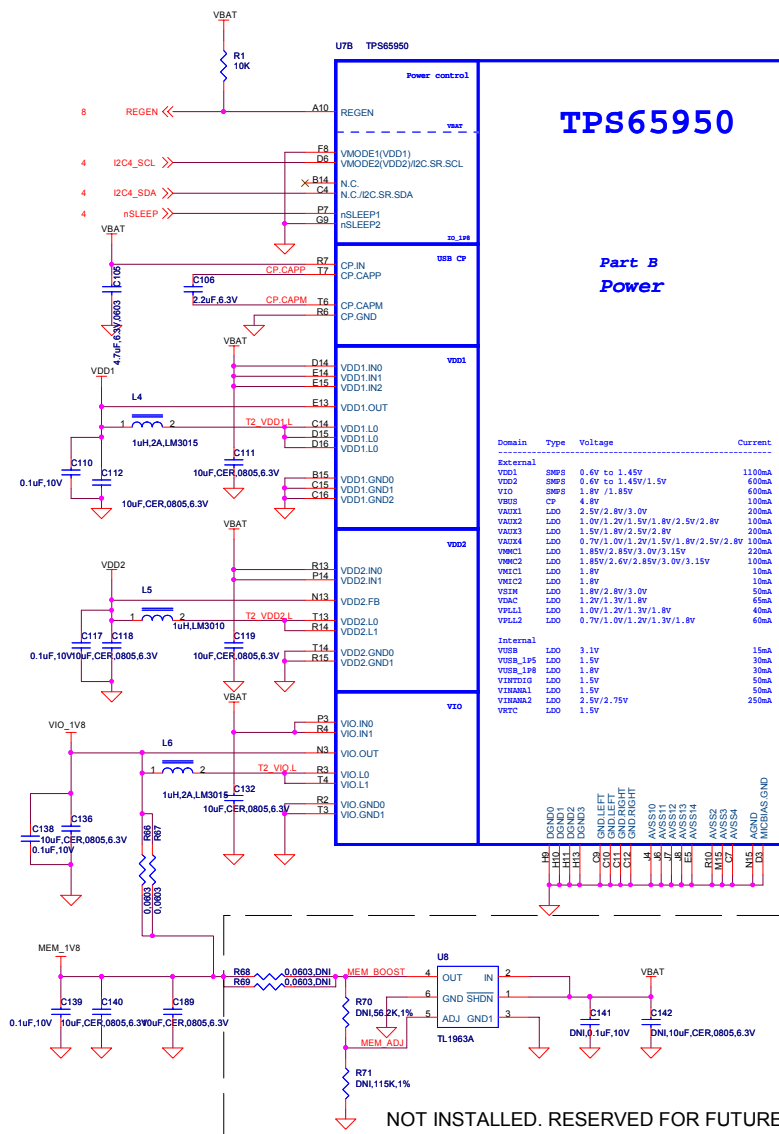 VBAT
U7B TPS65950
R1
10K
Power control
TPS65950
8 REGEN A10 REGEN
VBAT
F8 VMODE1(VDD1)
4 I2C4_SCL D6 VMODE2(VDD2)/I2C.SR.SCL
B14 N.C.
4 I2C4_SDA C4 N.C./I2C.SR.SDA
4 nSLEEP P7 nSLEEP1
G9 nSLEEP2
VBAT
IO_1P8
USB CP
Part B
Power
R7 CP.IN
CP.CAPP T7 CP.CAPP
C105
4.7uF,6.3V,0603
C106
2.2uF,6.3V
CP.CAPM T6 CP.CAPM
R6 CP.GND
VBAT
VDD1
D14 VDD1.IN0
E14 VDD1.IN1
E15 VDD1.IN2
VDD1
L4
E13 VDD1.OUT
1 2 T2_VDD1.L C14 VDD1.L0
D15 VDD1.L0
D16 VDD1.L0
1uH,2A,LM3015
C110
0.1uF,10V
C112
10uF,CER,0805,6.3V
C111
10uF,CER,0805,6.3V
B15 VDD1.GND0
C15 VDD1.GND1
C16 VDD1.GND2
Domain Type Voltage Current
External
VDD1 SMPS 0.6V to 1.45V 1100mA
VDD2 SMPS 0.6V to 1.45V/1.5V 600mA
VIO SMPS 1.8V /1.85V 600mA
VBUS CP 4.8V 100mA
VAUX1 LDO 2.5V/2.8V/3.0V 200mA
VAUX2 LDO 1.0V/1.2V/1.5V/1.8V/2.5V/2.8V 100mA
VAUX3 LDO 1.5V/1.8V/2.5V/2.8V 200mA
VAUX4 LDO 0.7V/1.0V/1.2V/1.5V/1.8V/2.5V/2.8V 100mA
VMMC1 LDO 1.85V/2.85V/3.0V/3.15V 220mA
VMMC2 LDO 1.85V/2.6V/2.85V/3.0V/3.15V 100mA
VMIC1 LDO 1.8V 10mA
VMIC2 LDO 1.8V 10mA
VSIM LDO 1.8V/2.8V/3.0V 50mA
VDAC LDO 1.2V/1.3V/1.8V 65mA
VPLL1 LDO 1.0V/1.2V/1.3V/1.8V 40mA
VPLL2 LDO 0.7V/1.0V/1.2V/1.3V/1.8V 60mA
Internal
VUSB LDO 3.1V 15mA
VUSB_1P5 LDO 1.5V 30mA
VUSB_1P8 LDO 1.8V 30mA
VINTDIG LDO 1.5V 50mA
VINANA1 LDO 1.5V 50mA
VINANA2 LDO 2.5V/2.75V 250mA
VRTC LDO 1.5V
VBAT
VDD2
R13 VDD2.IN0
P14 VDD2.IN1
VDD2
L5
N13 VDD2.FB
1 2 T2_VDD2.L T13 VDD2.L0
R14 VDD2.L1
1uH,LM3010
C117
0.1uF,10V
C118
10uF,CER,0805,6.3V
C119
10uF,CER,0805,6.3V
T14 VDD2.GND0
R15 VDD2.GND1
VBAT
VIO
P3 VIO.IN0
R4 VIO.IN1
VIO_1V8
L6
N3 VIO.OUT
1 2 T2_VIO.L R3 VIO.L0
T4 VIO.L1
1uH,2A,LM3015
C132
10uF,CER,0805,6.3V
R2 VIO.GND0
T3 VIO.GND1
C138
0.1uF,10V
C136
10uF,CER,0805,6.3V
R66
R67
0,0603
0,0603
DGND0
DGND1
DGND2
DGND3
GND.LEFT
GND.LEFT
GND.RIGHT
GND.RIGHT
AVSS10
AVSS11
AVSS12
AVSS13
AVSS14
AVSS2
AVSS3
AVSS4
AGND
MICBIAS.GND
H9
H10
H11
H13
C9
C10
C11
C12
J4
J6
J7
J8
E5
R10
M15
C7
N15
D3
MEM_1V8
C139
0.1uF,10V
C140
10uF,CER,0805,6.3V
C189
10uF,CER,0805,6.3V
R68 0,0603,DNI
R69 0,0603,DNI
MEM_BOOST
U8
4 OUT IN 2
6 GND SHDN 1
5 ADJ GND1 3
TL1963A
R70
DNI,56.2K,1%
MEM_ADJ
R71
DNI,115K,1%
VBAT
C141
DNI,0.1uF,10V
C142
DNI,10uF,CER,0805,6.3V
NOT INSTALLED. RESERVED FOR FUTURE